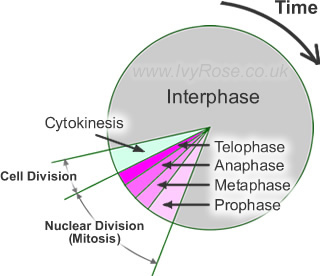 Time
www.IvyRose.co.uk
Interphase
Cytokinesis
Telophase
Anaphase
Metaphase
Prophase
Cell Division
Nuclear Division
(Mitosis)